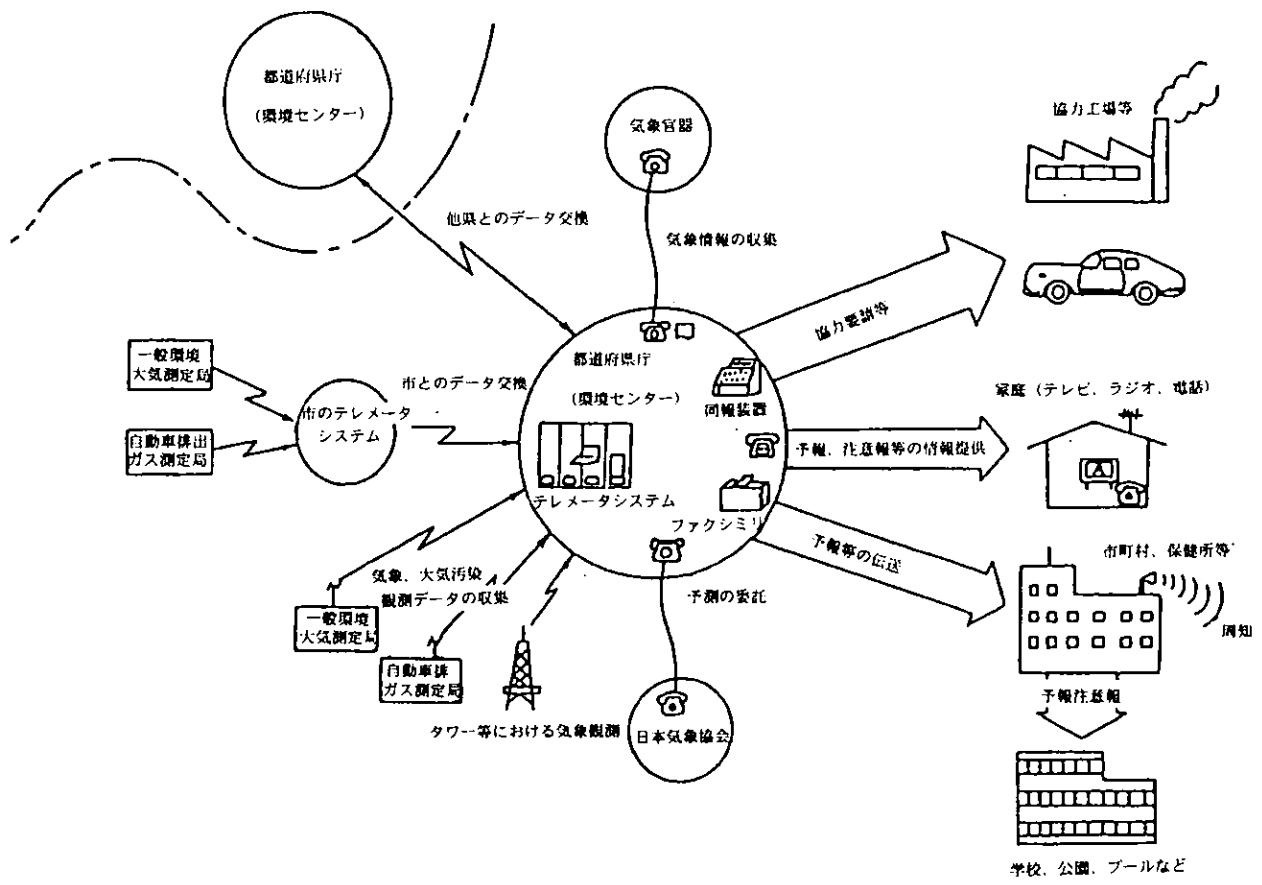 都道府県庁
(環境センター)
気象官器
協力工場等
他県とのデータ交換
気象情報の収集
協力要請等
一般環境
大気測定局
市のテレメータ
システム
市とのデータ交換
自動車排出
ガス測定局
都道府県庁
(環境センター)
同報装置
テレメータシステム
ファクシミリ
家庭(テレビ、ラジオ、電話)
予報、注意報等の情報提供
予報等の伝送
市町村、保健所等
周知
気象、大気汚染
観測データの収集
一般環境
大気測定局
自動車排
ガス測定局
タワー等における気象観測
予測の委託
日本気象協会
予報注意報
学校、公園、プールなど